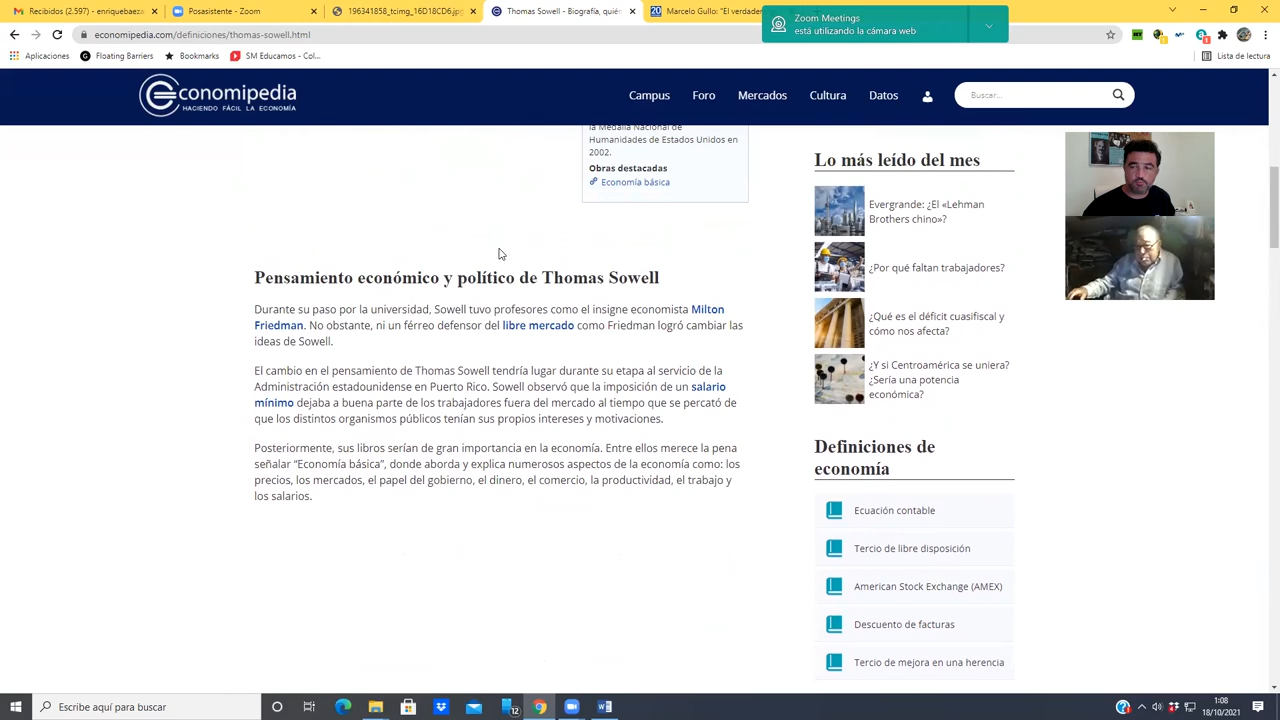 Recibidos (2.597) - enriquebaeza
Posasistente - Zoom
196341858_tcimg_16D18CD6.jpg
Thomas Sowell - Biografía, quién
Marcelo Gullo: "El verdade
Zoom Meetings
está utilizando la cámara web
economipedia.com/definiciones/thomas-sowell.html
Aplicaciones
Floating Barriers
Bookmarks
SM Educamos - Col...
Lista de lectura
economipedia
HACIENDO FÁCIL LA ECONOMÍA
Campus
Foro
Mercados
Cultura
Datos
Buscar...
la Medalla Nacional de
Humanidades de Estados Unidos en
2002.
Obras destacadas
Economía básica
Pensamiento económico y político de Thomas Sowell
Durante su paso por la universidad, Sowell tuvo profesores como el insigne economista Milton
Friedman. No obstante, ni un férreo defensor del libre mercado como Friedman logró cambiar las
ideas de Sowell.
El cambio en el pensamiento de Thomas Sowell tendría lugar durante su etapa al servicio de la
Administración estadounidense en Puerto Rico. Sowell observó que la imposición de un salario
mínimo dejaba a buena parte de los trabajadores fuera del mercado al tiempo que se percató de
que los distintos organismos públicos tenían sus propios intereses y motivaciones.
Posteriormente, sus libros serían de gran importancia en la economía. Entre ellos merece la pena
señalar “Economía básica”, donde aborda y explica numerosos aspectos de la economía como: los
precios, los mercados, el papel del gobierno, el dinero, el comercio, la productividad, el trabajo y
los salarios.
Lo más leído del mes
Evergrande: ¿El «Lehman
Brothers chino»?
¿Por qué faltan trabajadores?
¿Qué es el déficit cuasifiscal y
cómo nos afecta?
¿Y si Centroamérica se uniera?
¿Sería una potencia
económica?
Definiciones de
economía
Ecuación contable
Tercio de libre disposición
American Stock Exchange (AMEX)
Descuento de facturas
Tercio de mejora en una herencia
Escribe aquí para buscar
12
1:08
18/10/2021